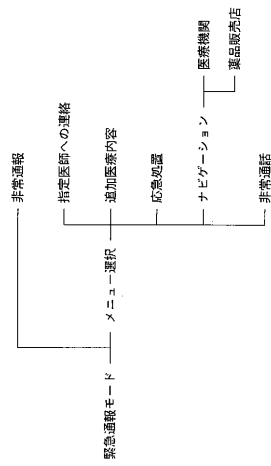 緊急通報モード
非常通報
メニュー選択
指定医師への連絡
追加医療内容
応急処置
ナビゲーション
医療機関
薬品販売店
非常通話